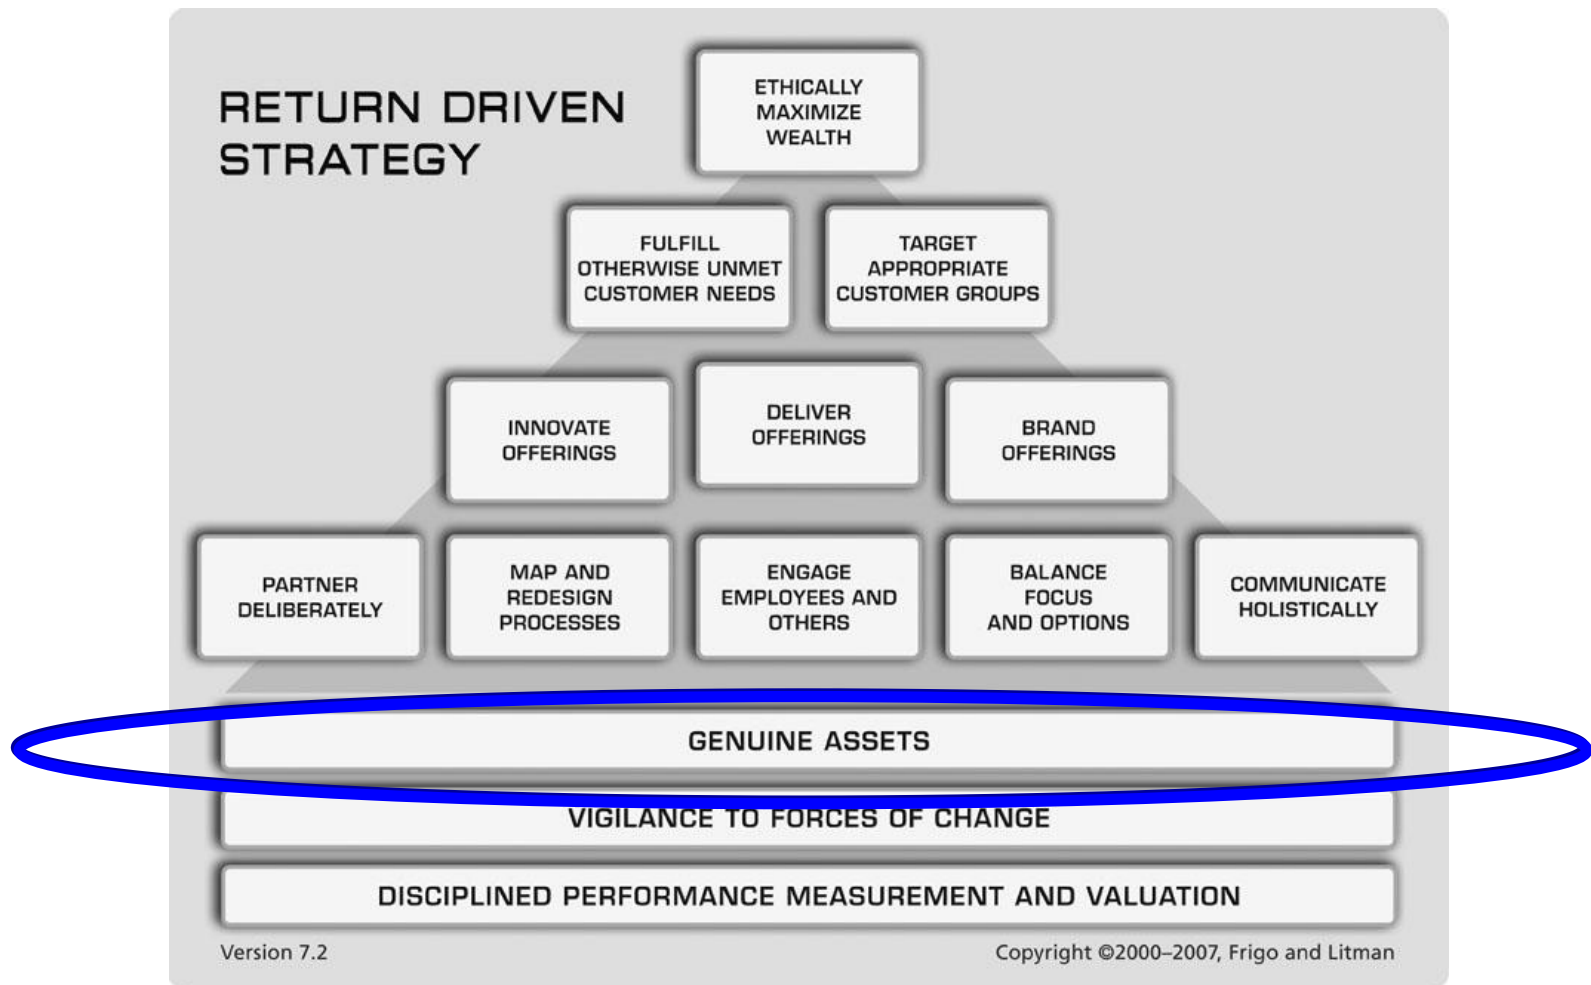 RETURN DRIVEN
STRATEGY
ETHICALLY
MAXIMIZE
WEALTH
FULFILL
OTHERWISE UNMET
CUSTOMER NEEDS
TARGET
APPROPRIATE
CUSTOMER GROUPS
INNOVATE
OFFERINGS
DELIVER
OFFERINGS
BRAND
OFFERINGS
PARTNER
DELIBERATELY
MAP AND
REDESIGN
PROCESSES
ENGAGE
EMPLOYEES AND
OTHERS
BALANCE
FOCUS
AND OPTIONS
COMMUNICATE
HOLISTICALLY
GENUINE ASSETS
VIGILANCE TO FORCES OF CHANGE
DISCIPLINED PERFORMANCE MEASUREMENT AND VALUATION
Version 7.2
Copyright ©2000–2007, Frigo and Litman